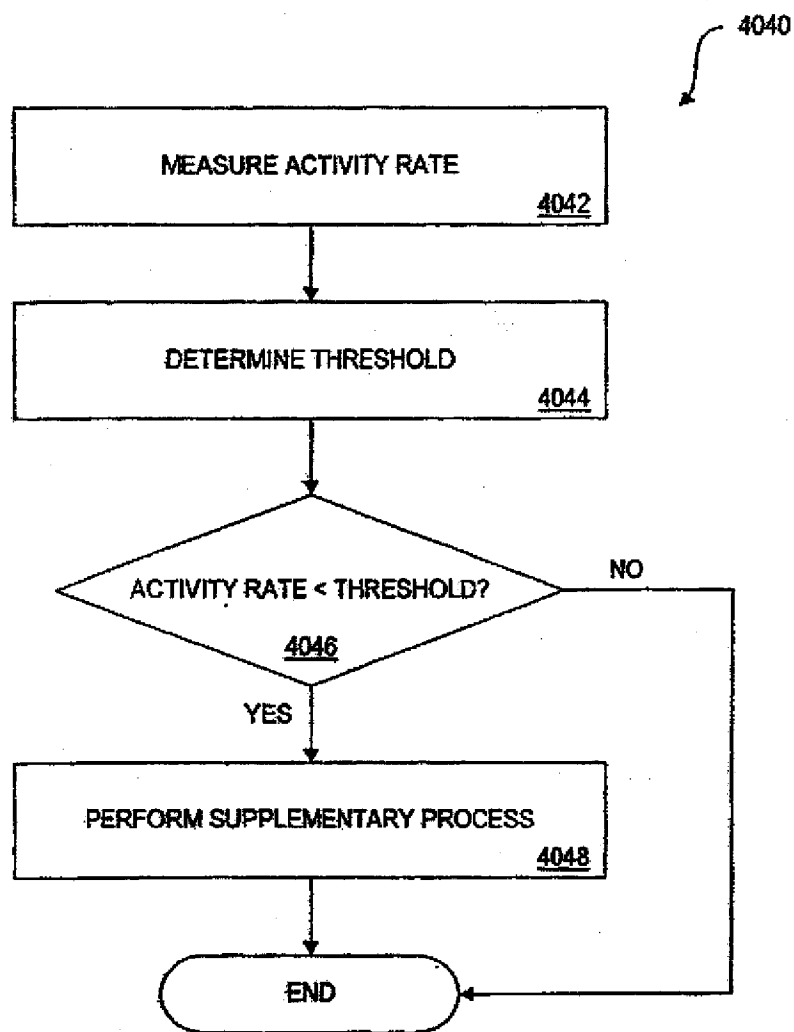 4040
MEASURE ACTIVITY RATE
4042
DETERMINE THRESHOLD
4044
ACTIVITY RATE < THRESHOLD?
NO
4046
YES
PERFORM SUPPLEMENTARY PROCESS
4048
END